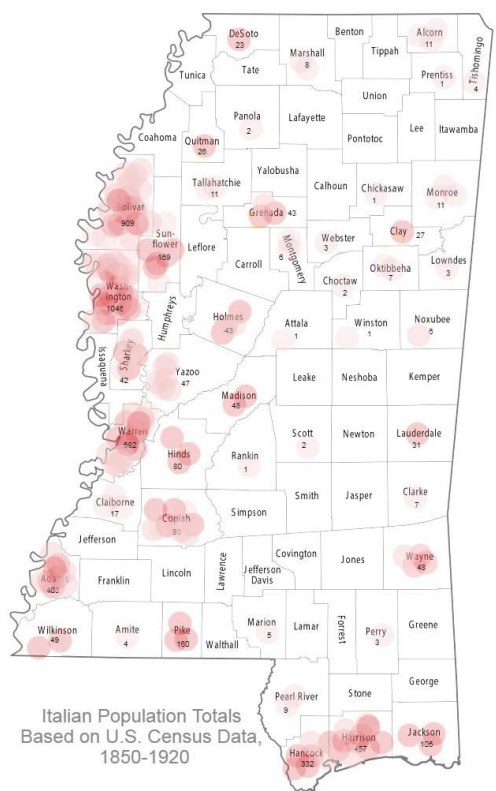 DeSoto
23
Marshall
8
Benton
Tippah
Alcorn
11
Tishomingo
4
Prentiss
1
Tunica
Tate
Union
Panola
2
Lafayette
Lee
Itawamba
Pontotoc
Coahoma
Quitman
26
Yalobusha
Tallahatchie
11
Calhoun
Chickasaw
1
Monroe
11
Bolivar
909
Grenada 43
Sun-
flower
169
Leflore
Carroll
Montgomery
6
Webster
3
Clay 27
Oktibbeha
7
Lowndes
3
Choctaw
2
Wash-
ington
1046
Humphreys
Holmes
43
Attala
1
Winston
1
Noxubee
6
Issaquena
Sharkey
42
Yazoo
47
Leake
Neshoba
Kemper
Madison
48
Warren
582
Hinds
80
Rankin
1
Scott
2
Newton
Lauderdale
31
Smith
Jasper
Clarke
7
Claiborne
17
Copiah
Simpson
Jefferson
Adams
403
Franklin
Lincoln
Lawrence
Jefferson
Davis
Covington
Jones
Wayne
48
Wilkinson
49
Amite
4
Pike
160
Walthall
Marion
5
Lamar
Forrest
Perry
3
Greene
George
Stone
Pearl River
9
Hancock
332
Harrison
457
Jackson
105
Italian Population Totals
Based on U.S. Census Data,
1850-1920